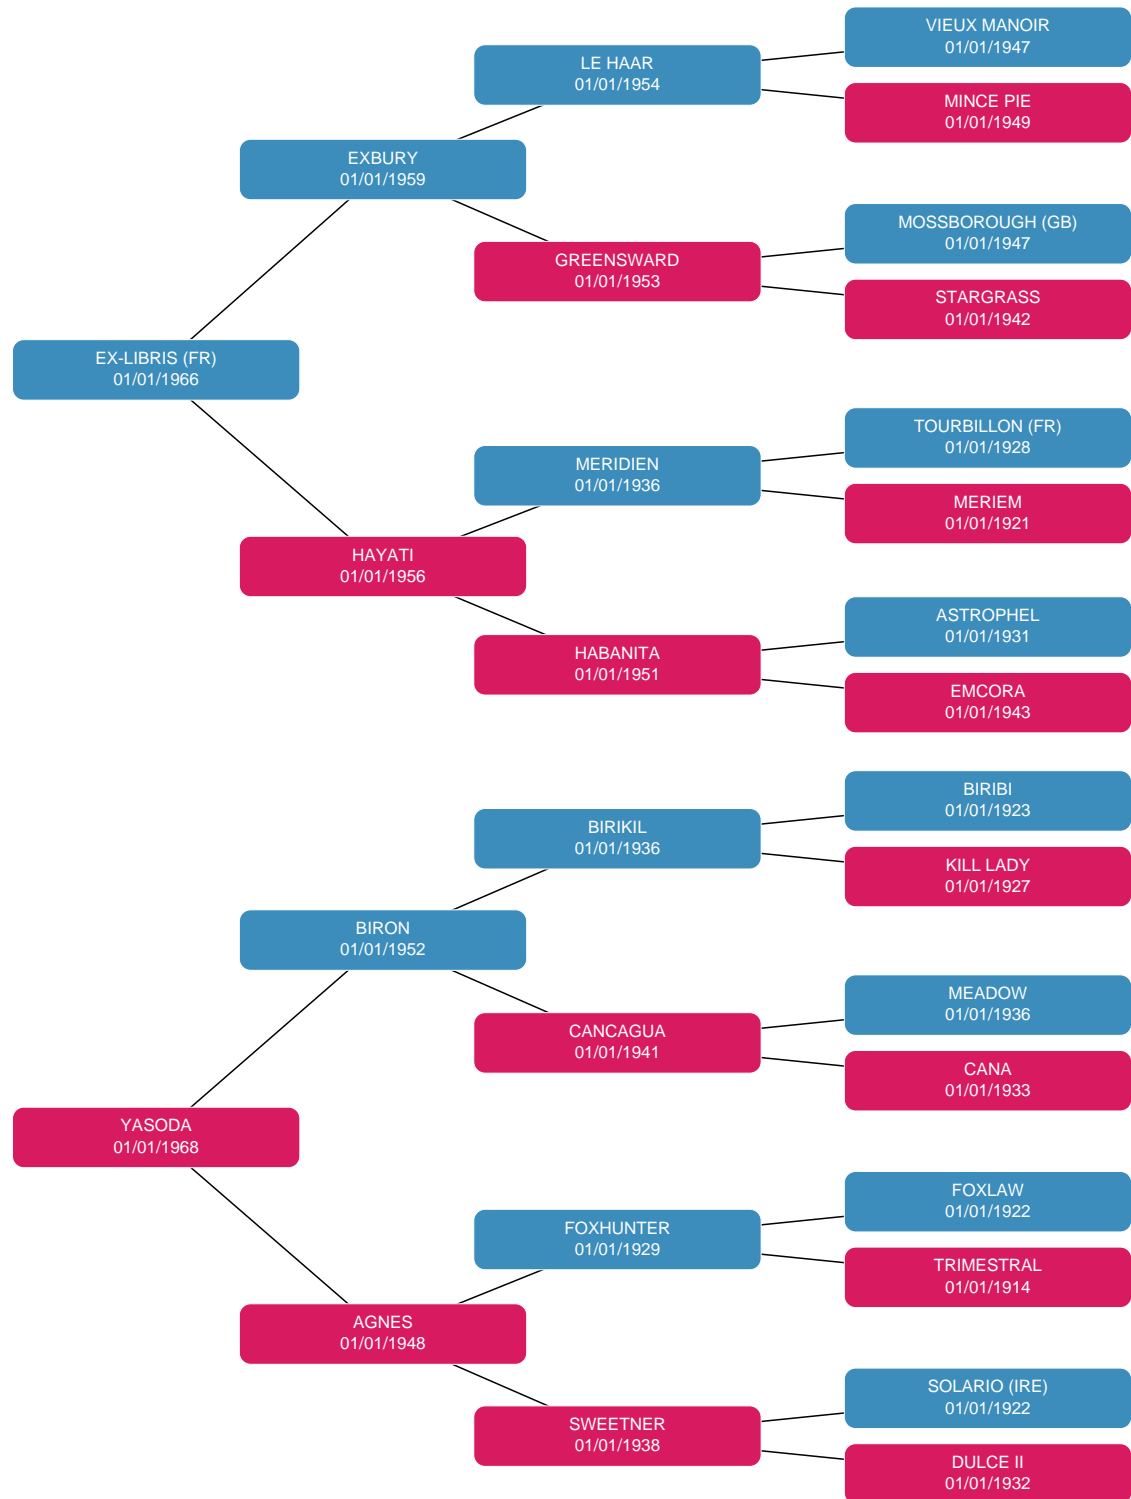 VIEUX MANOIR
01/01/1947
LE HAAR
01/01/1954
MINCE PIE
01/01/1949
EXBURY
01/01/1959
MOSSBOROUGH (GB)
01/01/1947
GREENSWARD
01/01/1953
STARGRASS
01/01/1942
EX-LIBRIS (FR)
01/01/1966
TOURBILLON (FR)
01/01/1928
MERIDIEN
01/01/1936
MERIEM
01/01/1921
HAYATI
01/01/1956
ASTROPHEL
01/01/1931
HABANITA
01/01/1951
EMCORA
01/01/1943
BIRIBI
01/01/1923
BIRIKIL
01/01/1936
KILL LADY
01/01/1927
BIRON
01/01/1952
MEADOW
01/01/1936
CANCAGUA
01/01/1941
CANA
01/01/1933
YASODA
01/01/1968
FOXLAW
01/01/1922
FOXHUNTER
01/01/1929
TRIMESTRAL
01/01/1914
AGNES
01/01/1948
SOLARIO (IRE)
01/01/1922
SWEETNER
01/01/1938
DULCE II
01/01/1932